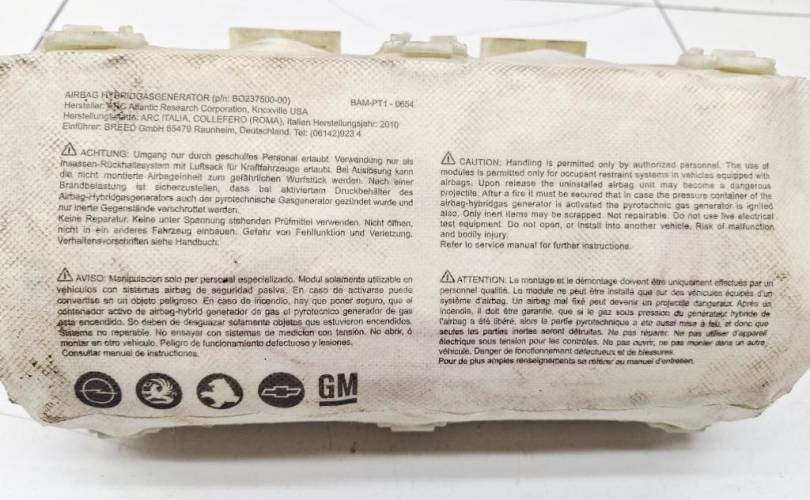 AIRBAG HYBRIDGASGENERATOR (p/n: BO237500-00) BAM-PT1 - 0654
Hersteller: ARC Atlantic Research Corporation, Knoxville USA
Herstellungsstätte: ARC ITALIA, COLLEFERO (ROMA), Italien Herstellungsjahr: 2010
Einführer: BREED GmbH 65479 Raunheim, Deutschland. Tel: (06142)923 4
ACHTUNG: Umgang nur durch geschultes Personal erlaubt. Verwendung nur als
Insassen-Rückhaltesystem mit Luftsack für Kraftfahrzeuge erlaubt. Bei Auslösung kann
die nicht montierte Airbageinheit zum gefährlichen Wurfstück werden. Nach einer
Brandbelastung ist sicherzustellen, dass bei aktiviertem Druckbehälter des
Airbag-Hybridgasgenerators auch der pyrotechnische Gasgenerator gezündet wurde und
nur inerte Gegenstände verschrottet werden.
Keine Reparatur. Keine unter Spannung stehenden Prüfmittel verwenden. Nicht öffnen,
nicht in ein anderes Fahrzeug einbauen. Gefahr von Fehlfunktion und Verletzung.
Verhaltensvorschriften siehe Handbuch.
CAUTION: Handling is permitted only by authorized personnel. The use of
modules is permitted only for occupant restraint systems in vehicles equipped with
airbags. Upon release the uninstalled airbag unit may become a dangerous
projectile. After a fire it must be secured that in case the pressure container of the
airbag-hybridgas generator is activated the pyrotechnic gas generator is ignited
also. Only inert items may be scrapped. Not repairable. Do not use live electrical
test equipment. Do not open, or install into another vehicle. Risk of malfunction
and bodily injury.
Refer to service manual for further instructions.
AVISO: Manipulacion solo per personal especializado. Modul solamente utilizable en
vehiculos con sistemas airbag de seguridad pasiva. En caso de activarse puede
convertise en un objeto peligroso. En caso de incendio, hay que poner seguro, que el
contenador activo de airbag-hybrid generador de gas el pyrotecnico generador de gas
esta encendido. So deben de desguazar solamente objetos que estuvieron encendidos.
Sistema no reparable. No ensayar con sistemas de medicion con tensión. No abrir, ó
montar en otro vehiculo. Peligro de funcionamiento defectuoso y lesiones.
Consultar manual de instrucciones.
ATTENTION: Le montage et le démontage doivent être uniquement effectués par un
personnel qualifié. Le module ne peut être installé que sur des véhicules équipés d'un
système d'airbag. Un airbag mal fixé peut devenir un projectile dangereux. Après un
incendie, il doit être garantie, que si le gaz sous pression du générateur hybride de
l'airbag a été libéré, alors la partie pyrotechnique a été aussi mise à feu, et donc que
seules les parties inertes seront détruites. Ne pas réparer. Ne pas utiliser d'appareil
électrique sous tension pour les contrôles. Ne pas ouvrir, ne pas monter dans un autre
véhicule. Danger de fonctionnement défectueux et de blessures.
Pour de plus amples renseignements se référer au manuel d'entretien.
GM